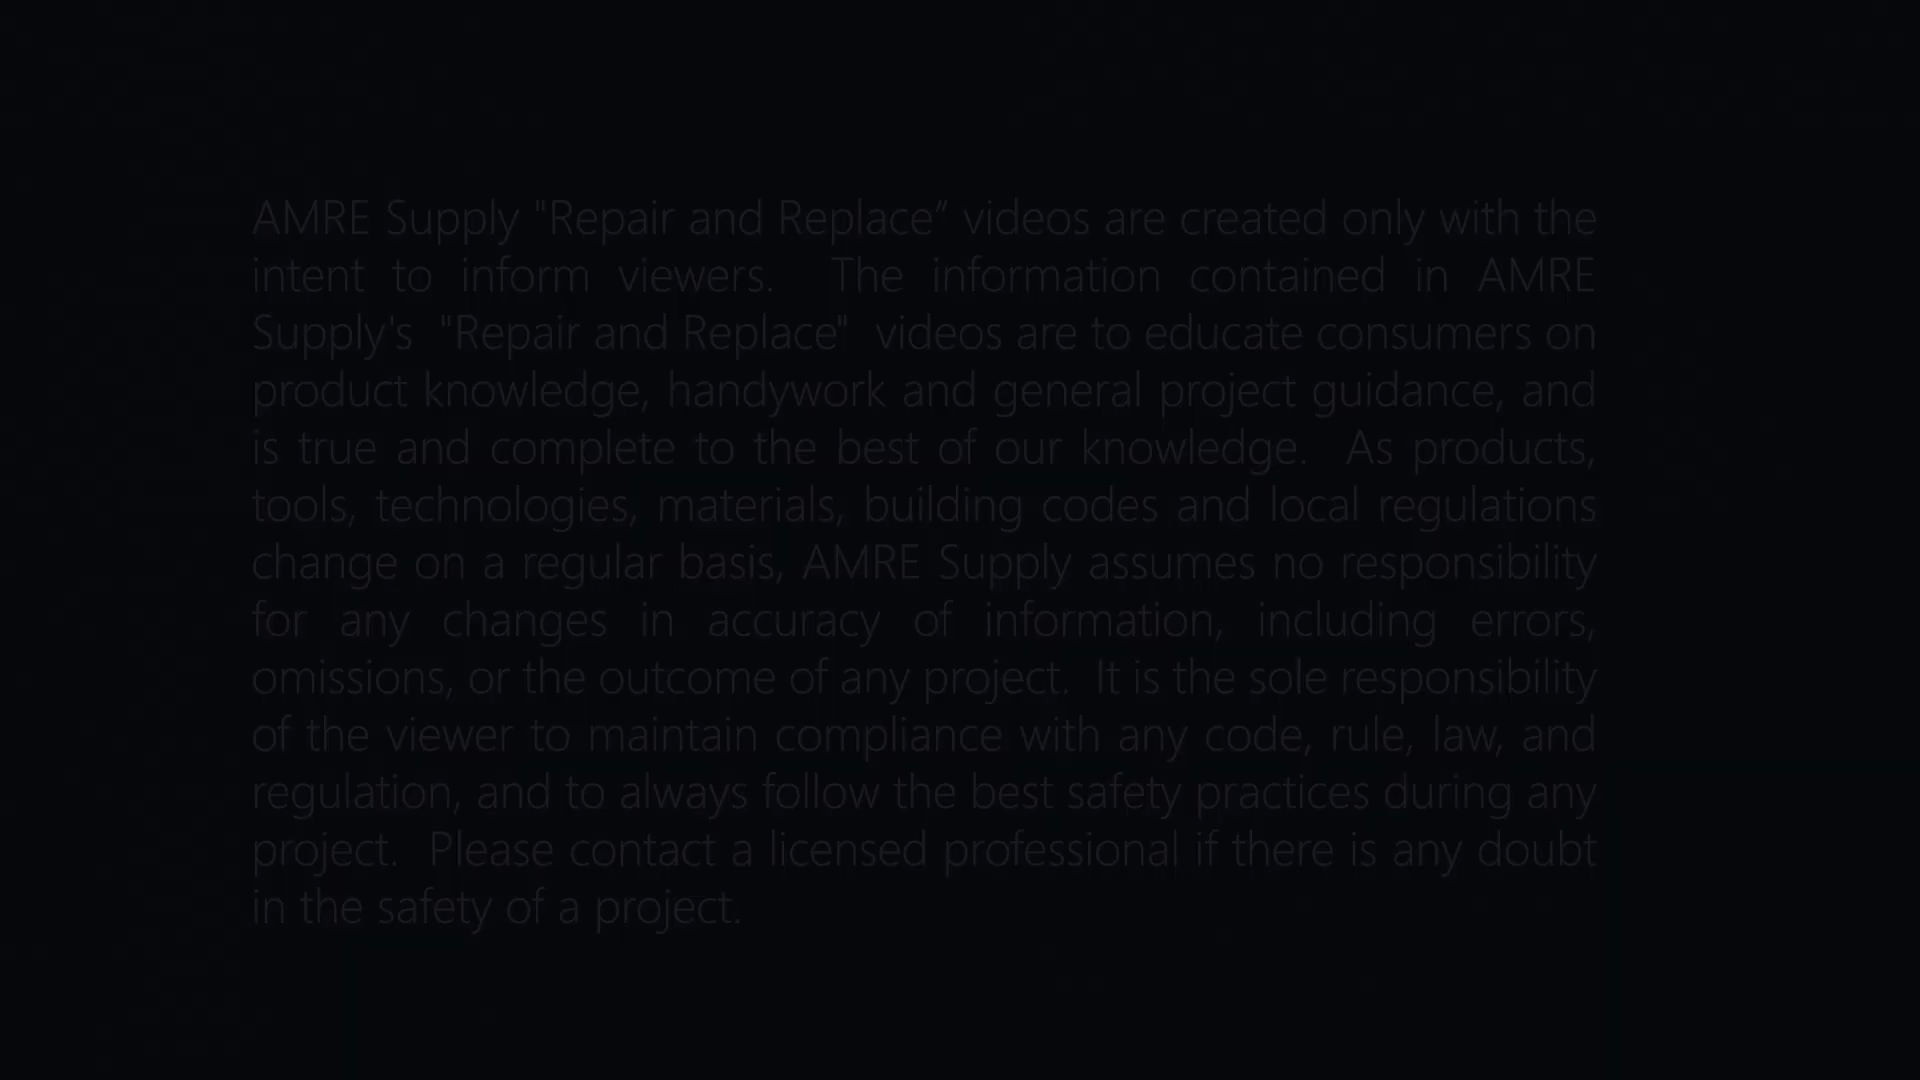 AMRE Supply "Repair and Replace” videos are created only with the
intent to inform viewers.  The information contained in AMRE
Supply's  "Repair and Replace"  videos are to educate consumers on
product knowledge, handywork and general project guidance, and
is true and complete to the best of our knowledge.  As products,
tools, technologies, materials, building codes and local regulations
change on a regular basis, AMRE Supply assumes no responsibility
for any changes in accuracy of information, including errors,
omissions, or the outcome of any project.  It is the sole responsibility
of the viewer to maintain compliance with any code, rule, law, and
regulation, and to always follow the best safety practices during any
project.  Please contact a licensed professional if there is any doubt
in the safety of a project.